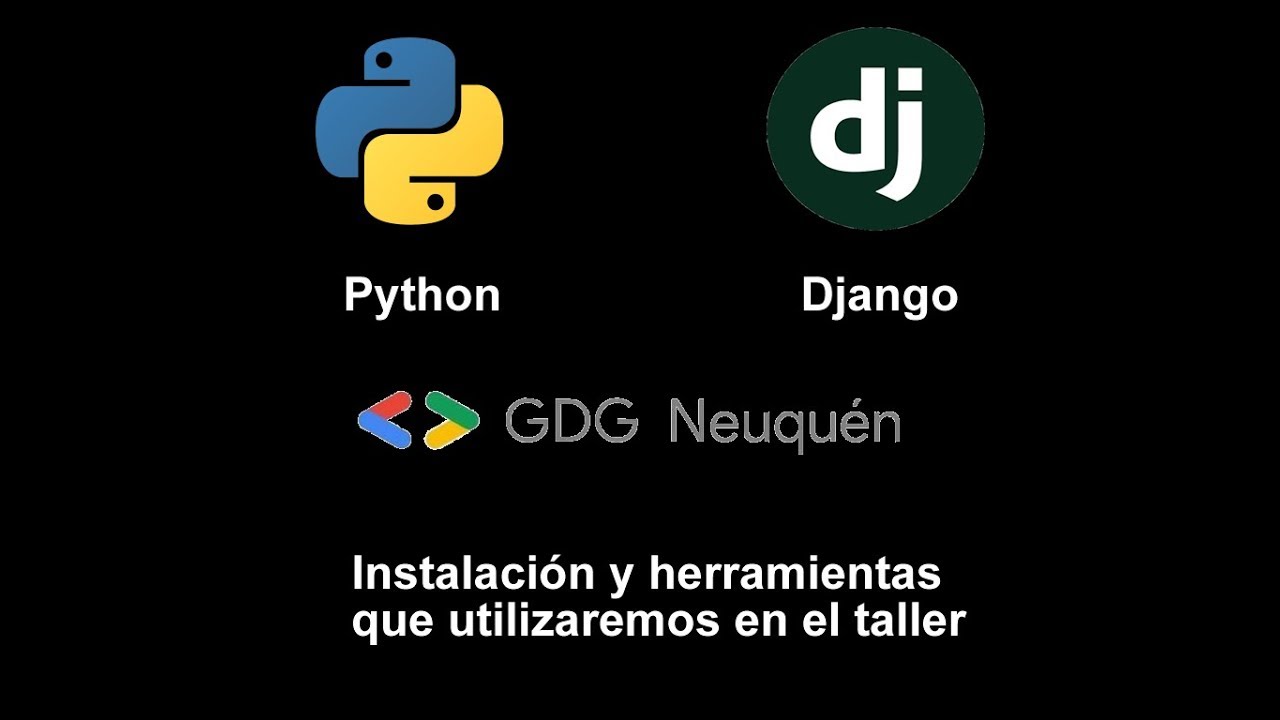 dj
Python
Django
GDG Neuquén
Instalación y herramientas
que utilizaremos en el taller